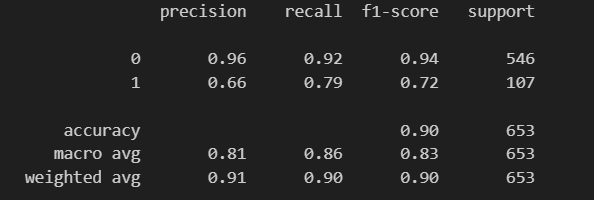 precision recall f1-score support
0 0.96 0.92 0.94 546
1 0.66 0.79 0.72 107
accuracy 0.90 653
macro avg 0.81 0.86 0.83 653
weighted avg 0.91 0.90 0.90 653